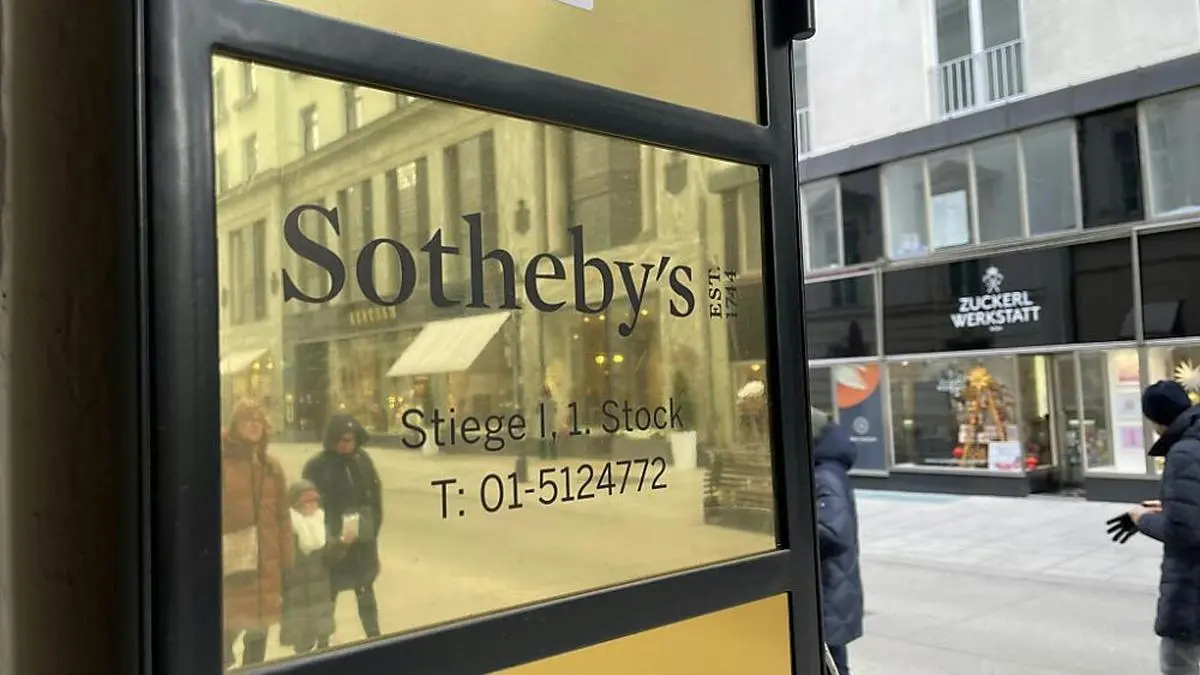 Sotheby's
EST.
1744
Stiege I, 1. Stock
T: 01-5124772
ZUCKERL
WERKSTATT